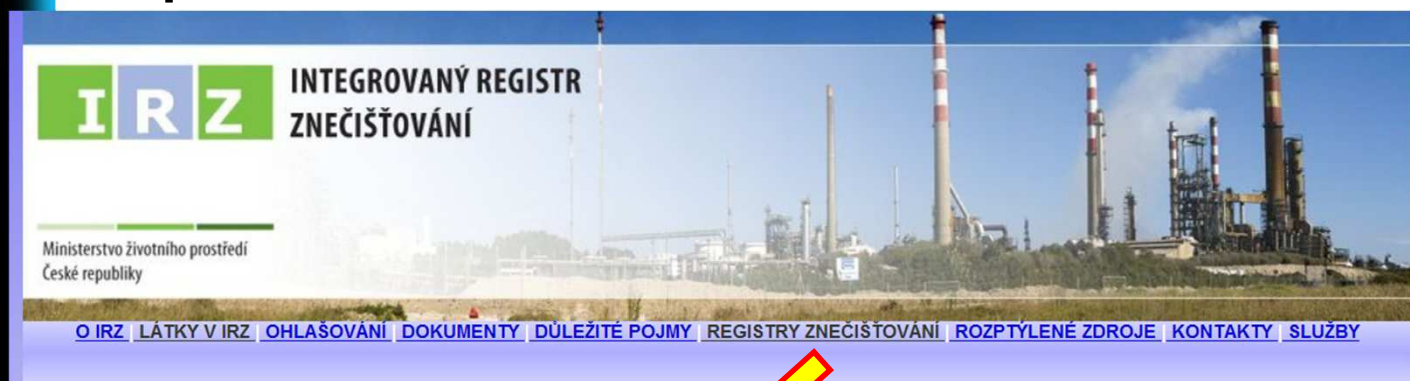 IRZ
INTEGROVANÝ REGISTR
ZNEČIŠŤOVÁNÍ
Ministerstvo životního prostředí
České republiky
O IRZ | LÁTKY V IRZ | OHLAŠOVÁNÍ | DOKUMENTY | DŮLEŽITÉ POJMY | REGISTRY ZNEČIŠŤOVÁNÍ | ROZPTÝLENÉ ZDROJE | KONTAKTY | SLUŽBY